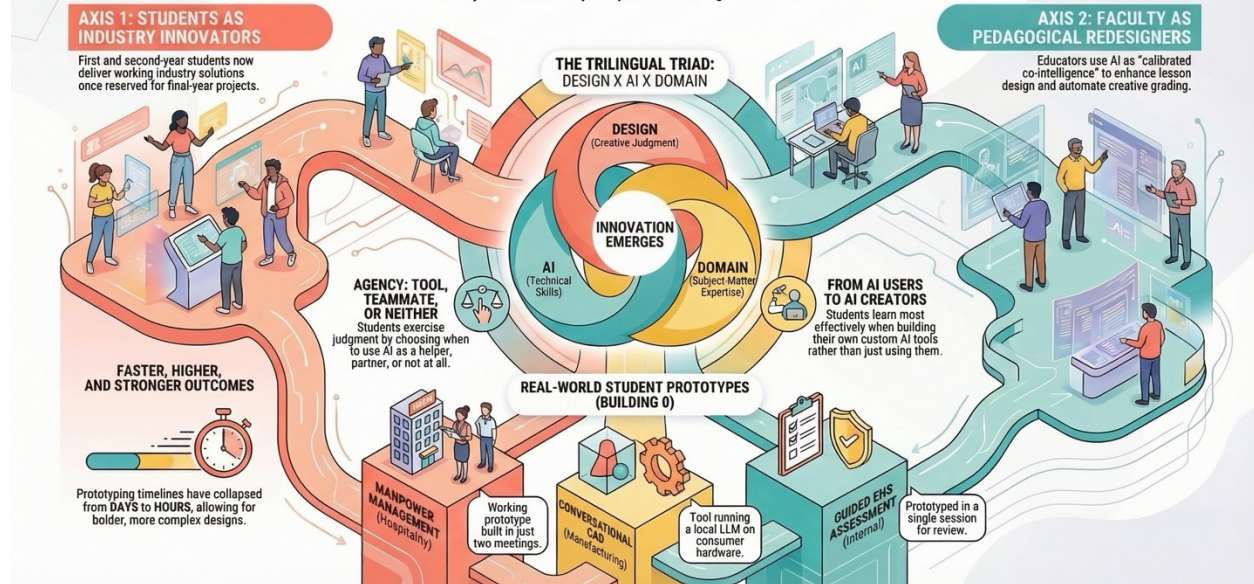 AXIS 1: STUDENTS AS
INDUSTRY INNOVATORS
First and second-year students now
deliver working industry solutions
once reserved for final-year projects.
THE TRILINGUAL TRIAD:
DESIGN X AI X DOMAIN
AXIS 2: FACULTY AS
PEDAGOGICAL REDESIGNERS
Educators use AI as "calibrated
co-intelligence" to enhance lesson
design and automate creative grading.
AI
AI
DESIGN
(Creative Judgment)
INNOVATION
EMERGES
AI
(Technical
Skills)
DOMAIN
(Subject-Matter
Expertise)
AGENCY: TOOL,
TEAMMATE,
OR NEITHER
Students exercise
judgment by choosing when
to use AI as a helper,
partner, or not at all.
FROM AI USERS
TO AI CREATORS
Students learn most
effectively when building
their own custom AI tools
rather than just using them.
FASTER, HIGHER,
AND STRONGER OUTCOMES
Prototyping timelines have collapsed
from DAYS to HOURS, allowing for
bolder, more complex designs.
REAL-WORLD STUDENT PROTOTYPES
(BUILDING 0)
MANPOWER
MANAGEMENT
(Hospitality)
Working
prototype
built in just
two meetings.
CONVERSATIONAL
CAD
(Manufacturing)
Tool running
a local LLM on
consumer
hardware.
GUIDED EHS
ASSESSMENT
(Internal)
Prototyped in a
single session
for review.